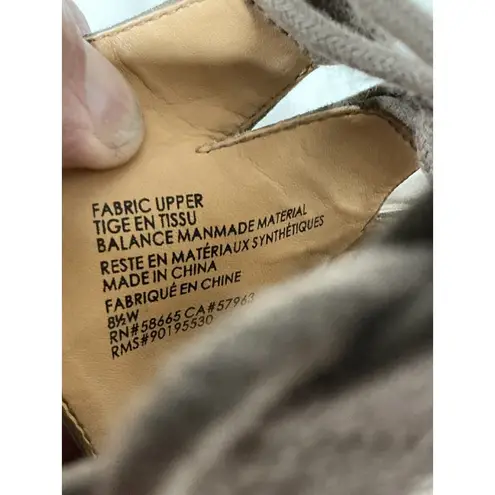 FABRIC UPPER
TIGE EN TISSU
BALANCE MANMADE MATERIAL
RESTE EN MATÉRIAUX SYNTHÉTIQUES
MADE IN CHINA
FABRIQUÉ EN CHINE
8½W
RN#58665 CA#57963
RMS#90195530